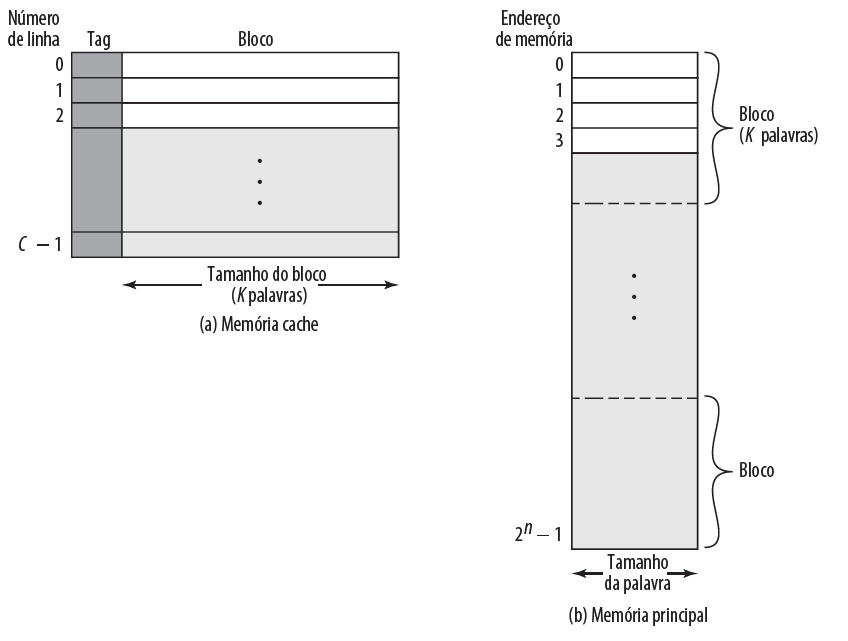 Número
de linha
Tag
Bloco
0
1
2
C – 1
Tamanho do bloco
(K palavras)
(a) Memória cache
Endereço
de memória
0
1
2
3
Bloco
(K palavras)
Bloco
2ⁿ – 1
Tamanho
da palavra
(b) Memória principal